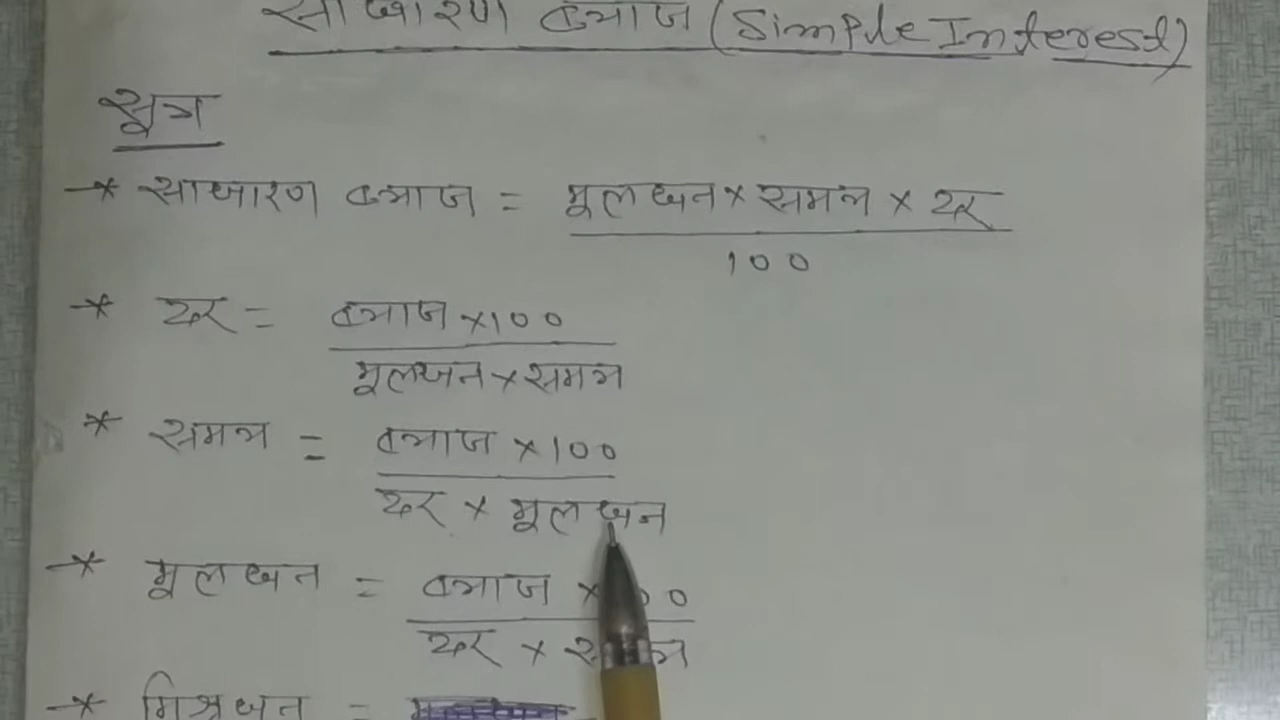 साधारण ब्याज (Simple Interest)
सूत्र
* साधारण ब्याज = मूलधन × समय × दर
100
* दर = ब्याज × 100
मूलधन × समय
* समय = ब्याज × 100
दर × मूलधन
* मूलधन = ब्याज × 100
दर × समय
* मिश्रधन =